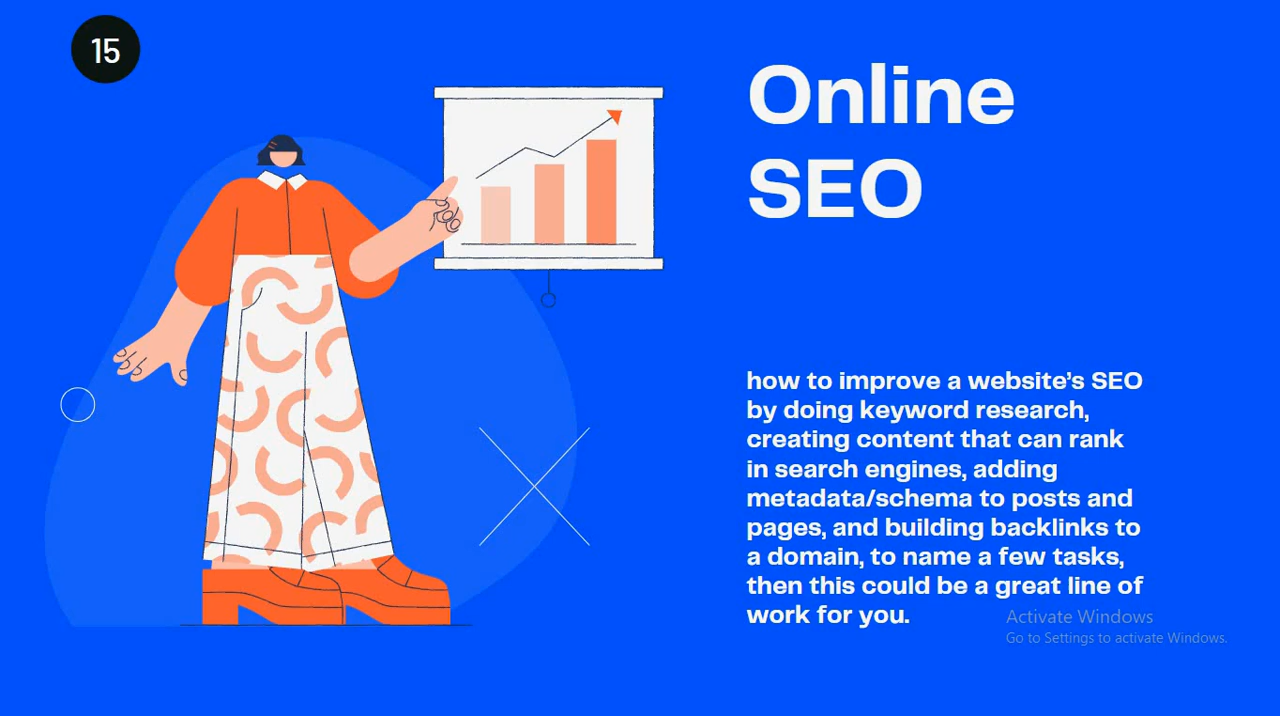 15
Online
SEO
how to improve a website’s SEO
by doing keyword research,
creating content that can rank
in search engines, adding
metadata/schema to posts and
pages, and building backlinks to
a domain, to name a few tasks,
then this could be a great line of
work for you.
Activate Windows
Go to Settings to activate Windows.